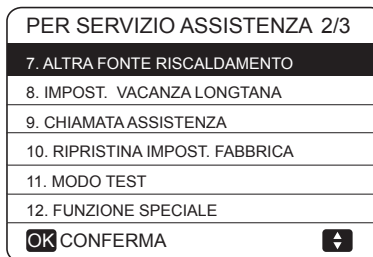 PER SERVIZIO ASSISTENZA 2/3
7. ALTRA FONTE RISCALDAMENTO
8. IMPOST. VACANZA LONGTANA
9. CHIAMATA ASSISTENZA
10. RIPRISTINA IMPOST. FABBRICA
11. MODO TEST
12. FUNZIONE SPECIALE
OK CONFERMA